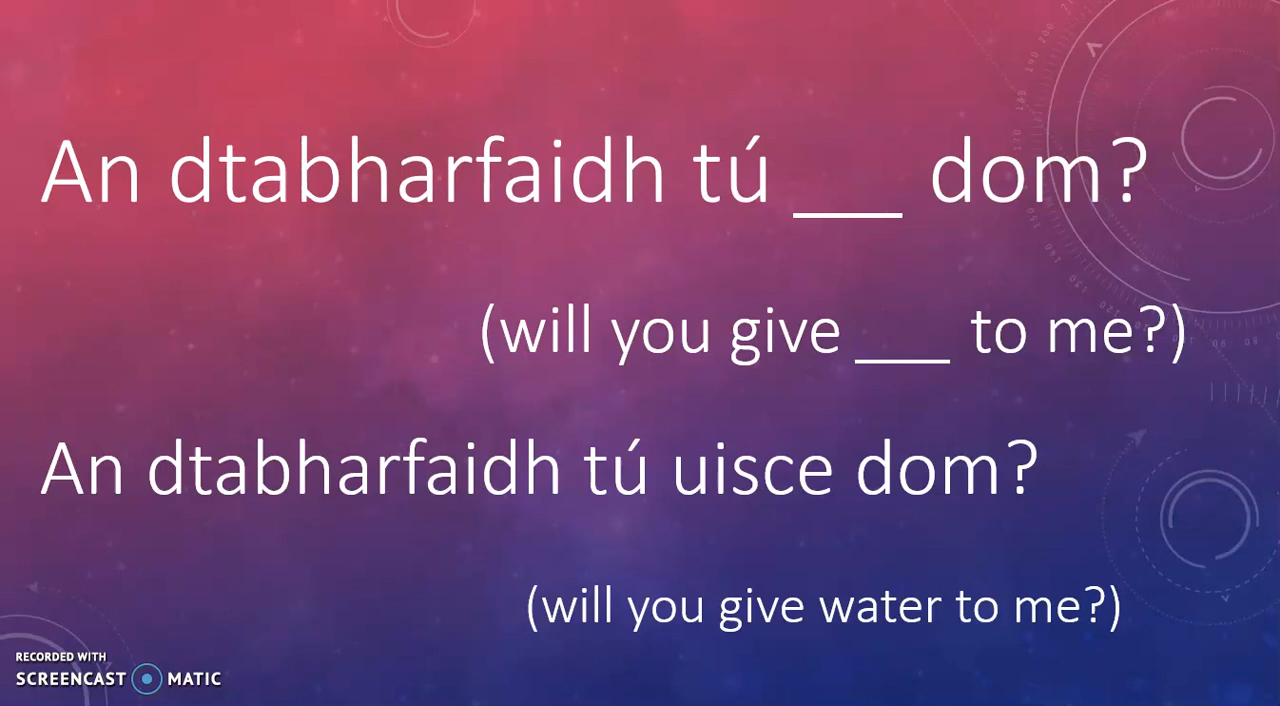 An dtabharfaidh tú ___ dom?
(will you give ___ to me?)
An dtabharfaidh tú uisce dom?
(will you give water to me?)
RECORDED WITH
SCREENCAST MATIC